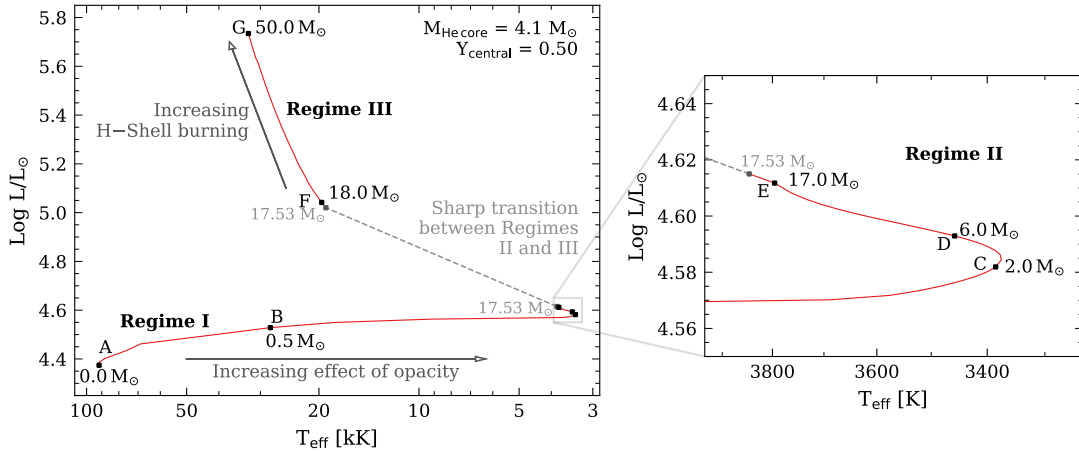 5.8
5.6
5.4
5.2
5.0
4.8
4.6
4.4
Log L/L⊙
100
50
20
10
5
4
3
T_eff [kK]
M_He core = 4.1 M⊙
Y_central = 0.50
G
50.0 M⊙
Regime III
Increasing
H−Shell burning
F
18.0 M⊙
17.53 M⊙
Sharp transition
between Regimes
II and III
17.53 M⊙
Regime I
A
0.0 M⊙
B
0.5 M⊙
Increasing effect of opacity
4.64
4.62
4.60
4.58
4.56
Log L/L⊙
3800
3600
3400
T_eff [K]
Regime II
17.53 M⊙
E
17.0 M⊙
D
6.0 M⊙
C
2.0 M⊙